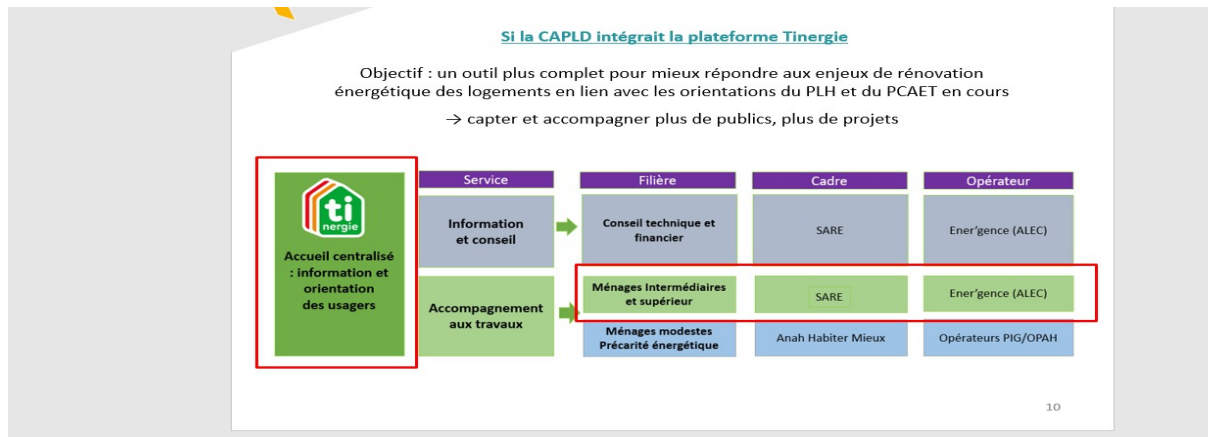 Si la CAPLD intégrait la plateforme Tinergie
Objectif : un outil plus complet pour mieux répondre aux enjeux de rénovation
énergétique des logements en lien avec les orientations du PLH et du PCAET en cours
→ capter et accompagner plus de publics, plus de projets
ti
nergie
Accueil centralisé
: information et
orientation
des usagers
Service
Filière
Cadre
Opérateur
Information
et conseil
Conseil technique et
financier
SARE
Ener'gence (ALEC)
Accompagnement
aux travaux
Ménages Intermédiaires
et supérieur
SARE
Ener'gence (ALEC)
Ménages modestes
Précarité énergétique
Anah Habiter Mieux
Opérateurs PIG/OPAH
10